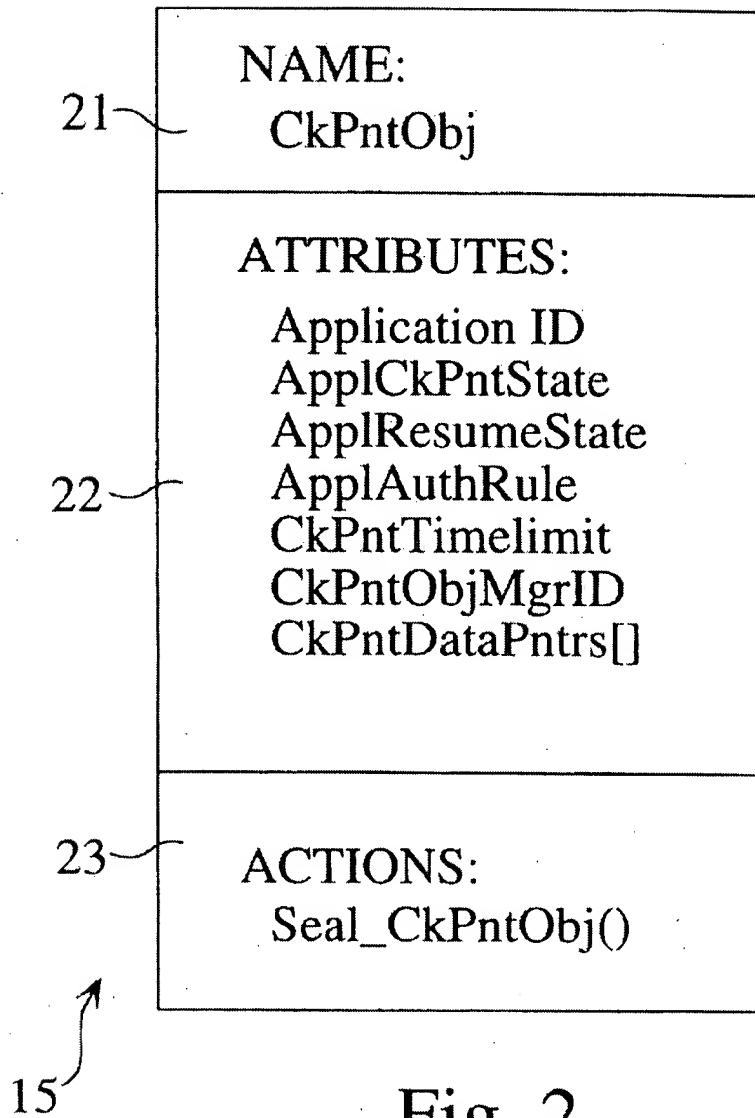 NAME:
21
CkPntObj
ATTRIBUTES:
Application ID
ApplCkPntState
ApplResumeState
22
ApplAuthRule
CkPntTimelimit
CkPntObjMgrID
CkPntDataPntrs[]
23
ACTIONS:
Seal_CkPntObj()
15
Fig. 2